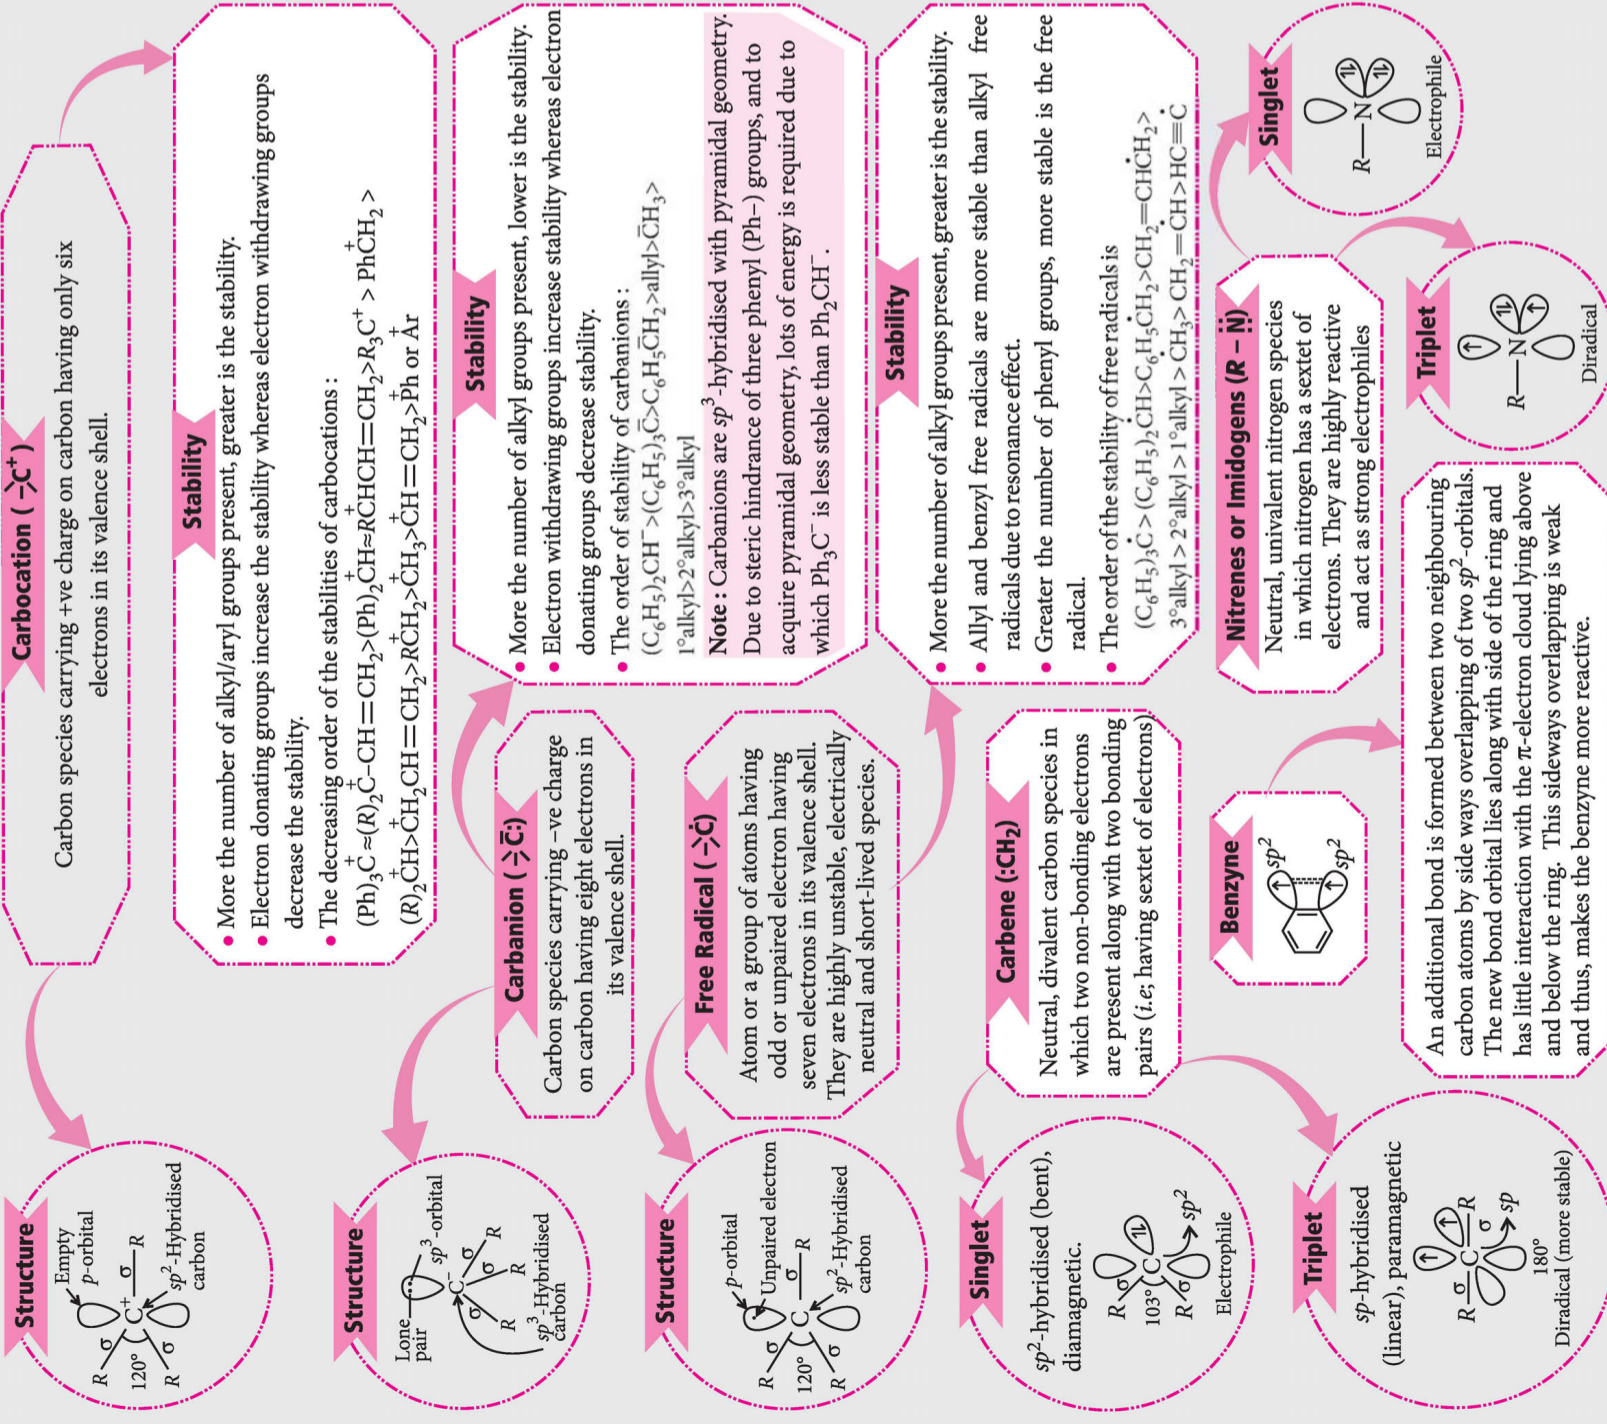 Carbocation ( –>C⁺ )
Carbon species carrying +ve charge on carbon having only six
electrons in its valence shell.
Structure
Empty
p-orbital
C⁺
σ
R
R
σ
120°
R
σ
sp²-Hybridised
carbon
Stability
• More the number of alkyl/aryl groups present, greater is the stability.
• Electron donating groups increase the stability whereas electron withdrawing groups
decrease the stability.
• The decreasing order of the stabilities of carbocations :
(Ph)₃C⁺≈(R)₂C⁺–CH=CH₂>(Ph)₂CH⁺≈RCH⁺CH=CH₂>R₃C⁺ > PhCH₂⁺ >
(R)₂CH⁺>CH₂⁺CH=CH₂>RCH₂⁺>CH₃⁺>CH⁺=CH₂>Ph⁺ or Ar⁺
Carbanion ( –>C̄:)
Carbon species carrying –ve charge
on carbon having eight electrons in
its valence shell.
Structure
Lone
pair
sp³-orbital
C⁻
σ
R
σ
R
σ
R
sp³-Hybridised
carbon
Stability
• More the number of alkyl groups present, lower is the stability.
• Electron withdrawing groups increase stability whereas electron
donating groups decrease stability.
• The order of stability of carbanions :
(C₆H₅)₂CH⁻ >(C₆H₅)₃C̄>C₆H₅C̄H₂>allyl>C̄H₃>
1°alkyl>2°alkyl>3°alkyl
Note : Carbanions are sp³-hybridised with pyramidal geometry.
Due to steric hindrance of three phenyl (Ph–) groups, and to
acquire pyramidal geometry, lots of energy is required due to
which Ph₃C⁻ is less stable than Ph₂CH⁻.
Free Radical ( –>Ċ)
Atom or a group of atoms having
odd or unpaired electron having
seven electrons in its valence shell.
They are highly unstable, electrically
neutral and short-lived species.
Structure
p-orbital
Unpaired electron
C
σ
R
R
σ
120°
R
σ
sp²-Hybridised
carbon
Stability
• More the number of alkyl groups present, greater is the stability.
• Allyl and benzyl free radicals are more stable than alkyl free
radicals due to resonance effect.
• Greater the number of phenyl groups, more stable is the free
radical.
• The order of the stability of free radicals is
(C₆H₅)₃Ċ > (C₆H₅)₂ĊH>C₆H₅ĊH₂>CH₂=CHĊH₂>
3°alkyl > 2°alkyl > 1°alkyl > ĊH₃> CH₂=ĊH>HC≡Ċ
Carbene (:CH₂)
Neutral, divalent carbon species in
which two non-bonding electrons
are present along with two bonding
pairs (i.e; having sextet of electrons)
Singlet
sp²-hybridised (bent),
diamagnetic.
R
σ
103°
C
R
σ
sp²
Electrophile
Triplet
sp-hybridised
(linear), paramagnetic
R
σ
C
R
σ
sp
180°
Diradical (more stable)
Nitrenes or Imidogens (R – N̈)
Neutral, univalent nitrogen species
in which nitrogen has a sextet of
electrons. They are highly reactive
and act as strong electrophiles
Singlet
R—N
Electrophile
Triplet
R—N
Diradical
Benzyne
sp²
sp²
An additional bond is formed between two neighbouring
carbon atoms by side ways overlapping of two sp²-orbitals.
The new bond orbital lies along with side of the ring and
has little interaction with the π-electron cloud lying above
and below the ring. This sideways overlapping is weak
and thus, makes the benzyne more reactive.